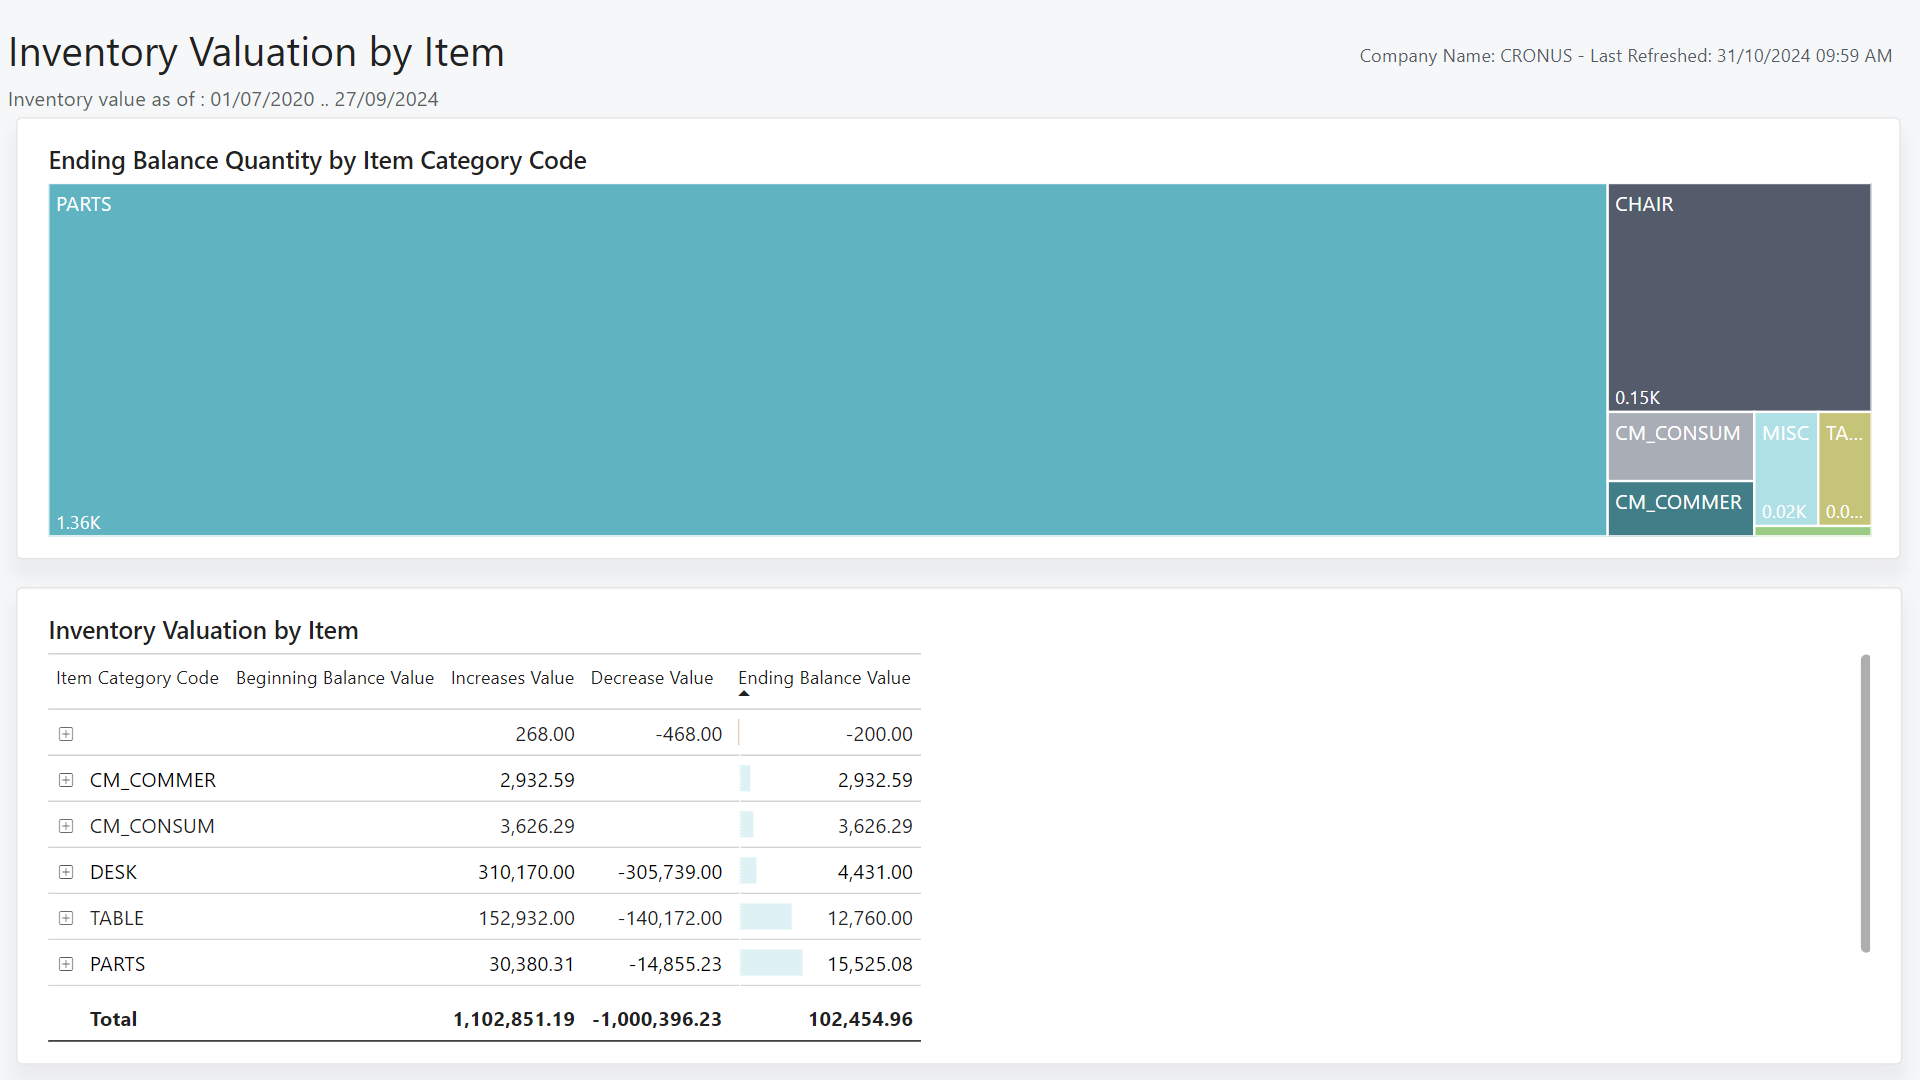 Inventory Valuation by Item
Company Name: CRONUS - Last Refreshed: 31/10/2024 09:59 AM
Inventory value as of : 01/07/2020 .. 27/09/2024
Ending Balance Quantity by Item Category Code
PARTS
1.36K
CHAIR
0.15K
CM_CONSUM
CM_COMMER
MISC
0.02K
TA...
0.0...
Inventory Valuation by Item
Item Category Code Beginning Balance Value Increases Value Decrease Value Ending Balance Value
268.00 -468.00 -200.00
CM_COMMER 2,932.59 2,932.59
CM_CONSUM 3,626.29 3,626.29
DESK 310,170.00 -305,739.00 4,431.00
TABLE 152,932.00 -140,172.00 12,760.00
PARTS 30,380.31 -14,855.23 15,525.08
Total 1,102,851.19 -1,000,396.23 102,454.96